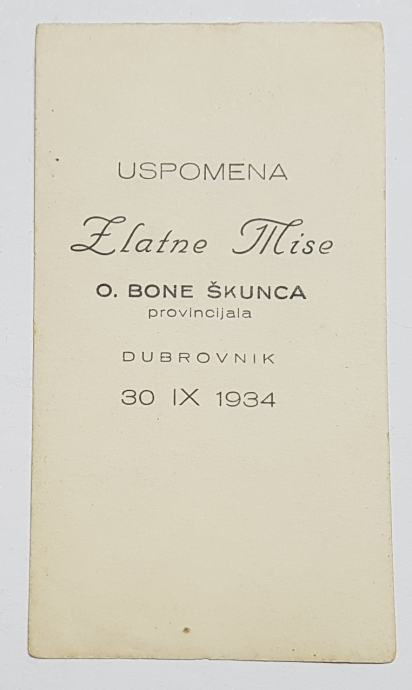 USPOMENA
Zlatne Mise
O. BONE ŠKUNCA
provincijala
DUBROVNIK
30 IX 1934